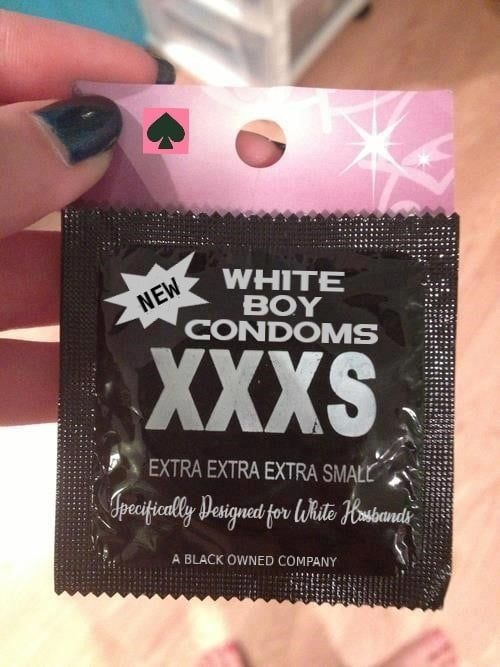 NEW
WHITE
BOY
CONDOMS
XXXS
EXTRA EXTRA EXTRA SMALL
Specifically Designed for White Husbands
A BLACK OWNED COMPANY